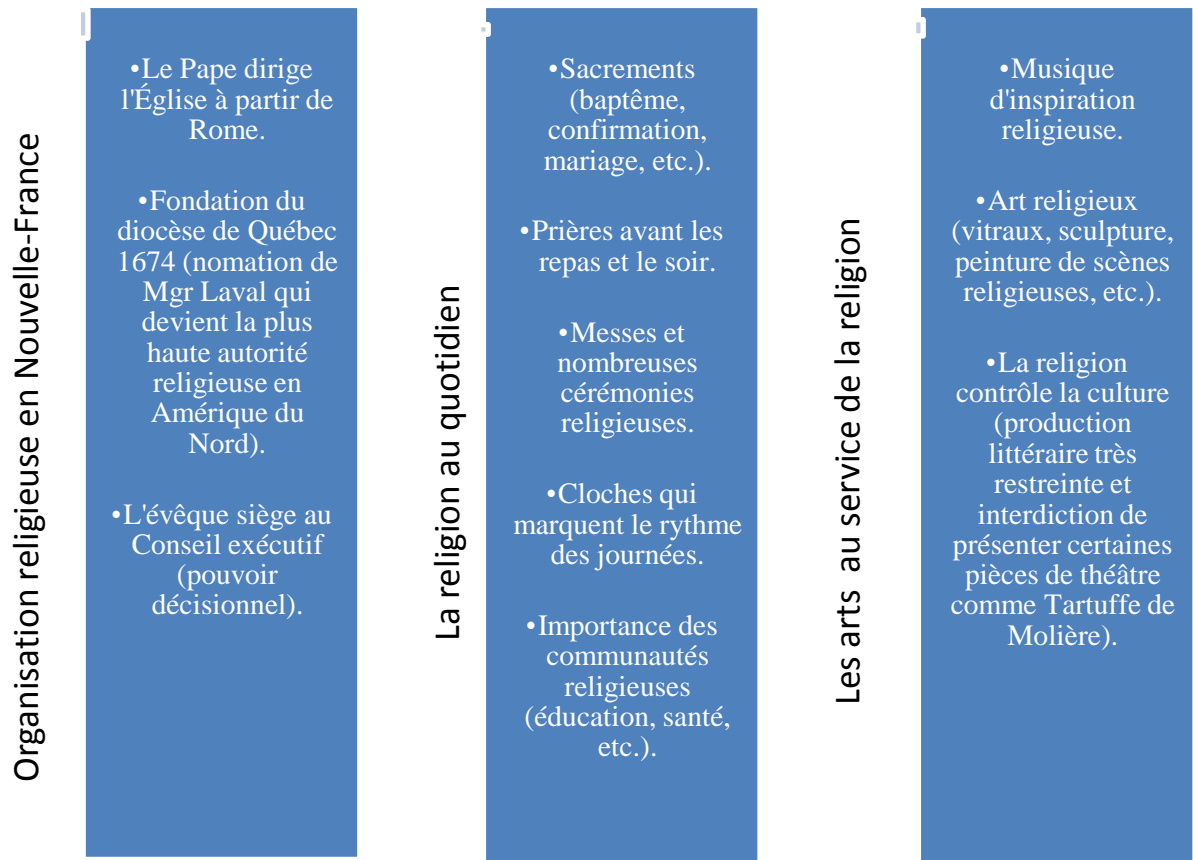 Organisation religieuse en Nouvelle-France
•Le Pape dirige
l'Église à partir de
Rome.
•Fondation du
diocèse de Québec
1674 (nomation de
Mgr Laval qui
devient la plus
haute autorité
religieuse en
Amérique du
Nord).
•L'évêque siège au
Conseil exécutif
(pouvoir
décisionnel).
La religion au quotidien
•Sacrements
(baptême,
confirmation,
mariage, etc.).
•Prières avant les
repas et le soir.
•Messes et
nombreuses
cérémonies
religieuses.
•Cloches qui
marquent le rythme
des journées.
•Importance des
communautés
religieuses
(éducation, santé,
etc.).
Les arts au service de la religion
•Musique
d'inspiration
religieuse.
•Art religieux
(vitraux, sculpture,
peinture de scènes
religieuses, etc.).
•La religion
contrôle la culture
(production
littéraire très
restreinte et
interdiction de
présenter certaines
pièces de théâtre
comme Tartuffe de
Molière).